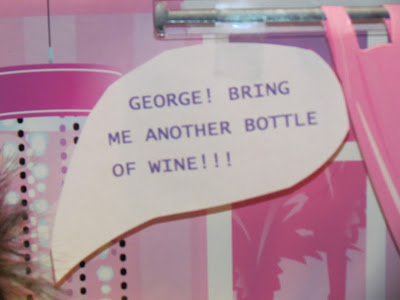 GEORGE! BRING
ME ANOTHER BOTTLE
OF WINE!!!